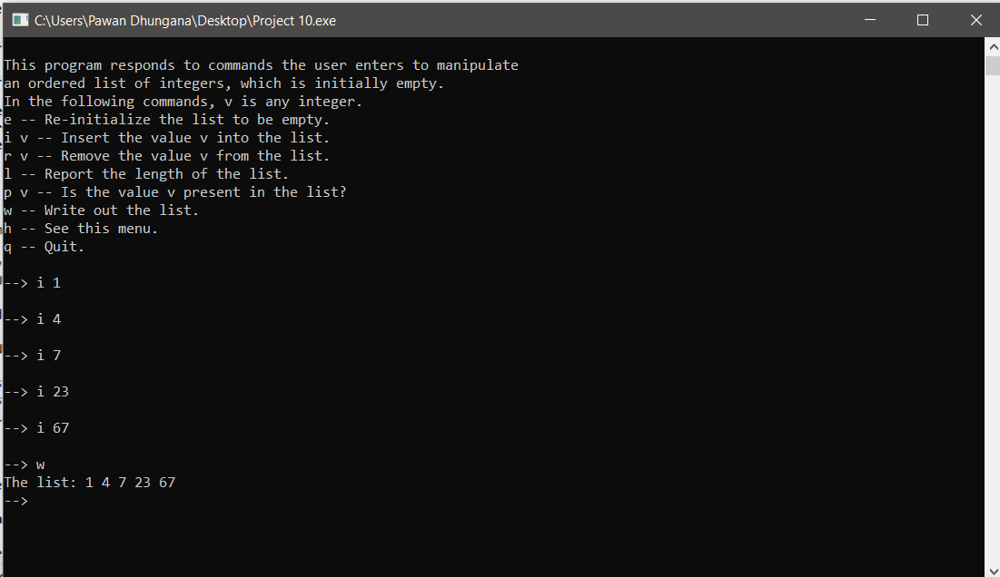 C:\Users\Pawan Dhungana\Desktop\Project 10.exe
This program responds to commands the user enters to manipulate
an ordered list of integers, which is initially empty.
In the following commands, v is any integer.
e -- Re-initialize the list to be empty.
i v -- Insert the value v into the list.
r v -- Remove the value v from the list.
l -- Report the length of the list.
p v -- Is the value v present in the list?
w -- Write out the list.
h -- See this menu.
q -- Quit.
--> i 1
--> i 4
--> i 7
--> i 23
--> i 67
--> w
The list: 1 4 7 23 67
-->